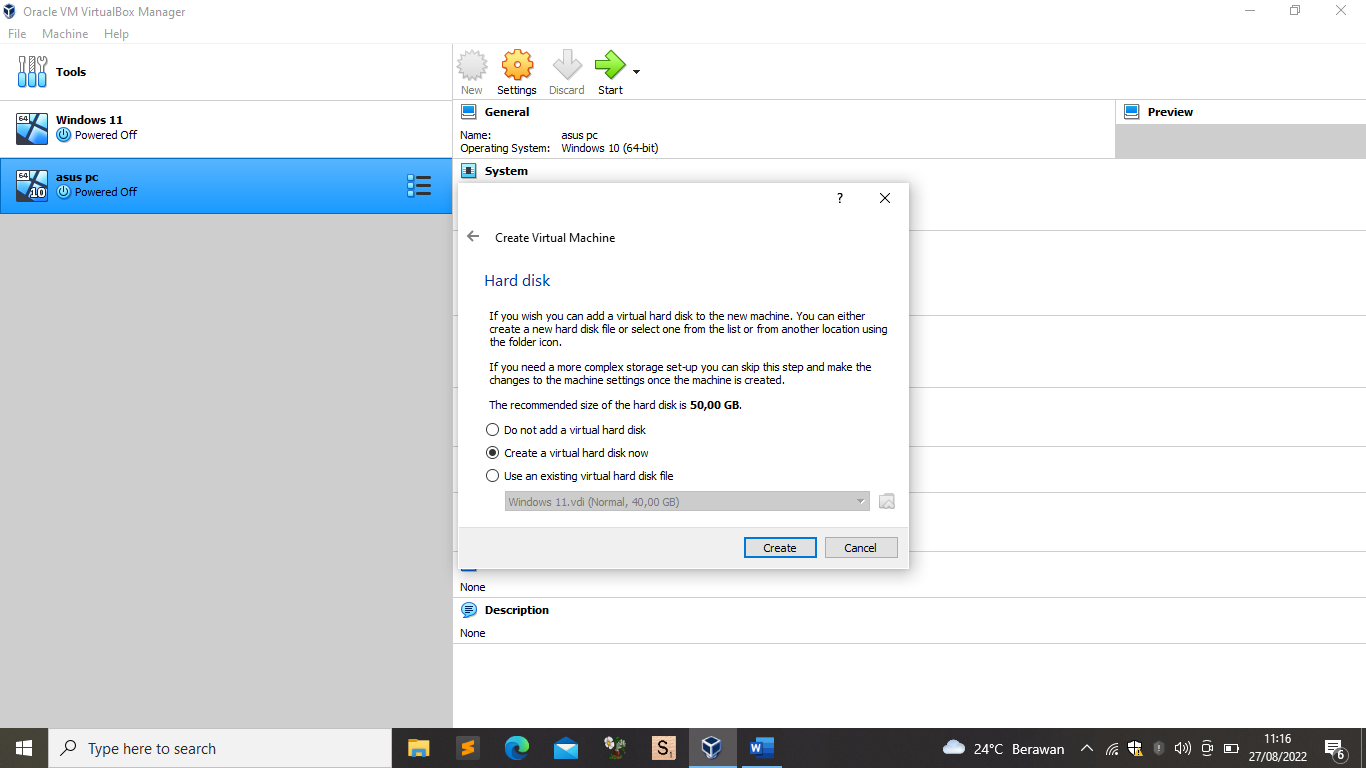 Oracle VM VirtualBox Manager
File Machine Help
Tools
New Settings Discard Start
Windows 11
Powered Off
asus pc
Powered Off
64
64
10
General
Name: asus pc
Operating System: Windows 10 (64-bit)
Preview
System
?
Create Virtual Machine
Hard disk
If you wish you can add a virtual hard disk to the new machine. You can either
create a new hard disk file or select one from the list or from another location using
the folder icon.
If you need a more complex storage set-up you can skip this step and make the
changes to the machine settings once the machine is created.
The recommended size of the hard disk is 50,00 GB.
Do not add a virtual hard disk
Create a virtual hard disk now
Use an existing virtual hard disk file
Windows 11.vdi (Normal, 40,00 GB)
Create Cancel
None
Description
None
Type here to search
24°C Berawan
11:16
27/08/2022
6